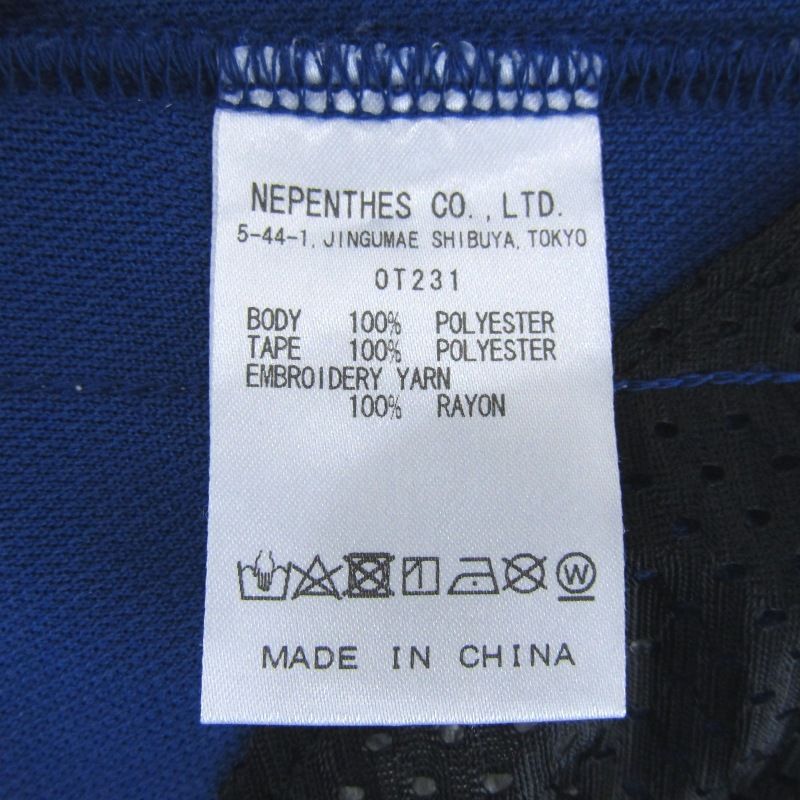 NEPENTHES CO.,LTD.
5-44-1, JINGUMAE SHIBUYA, TOKYO
OT231
BODY 100% POLYESTER
TAPE 100% POLYESTER
EMBROIDERY YARN
100% RAYON
W
MADE IN CHINA